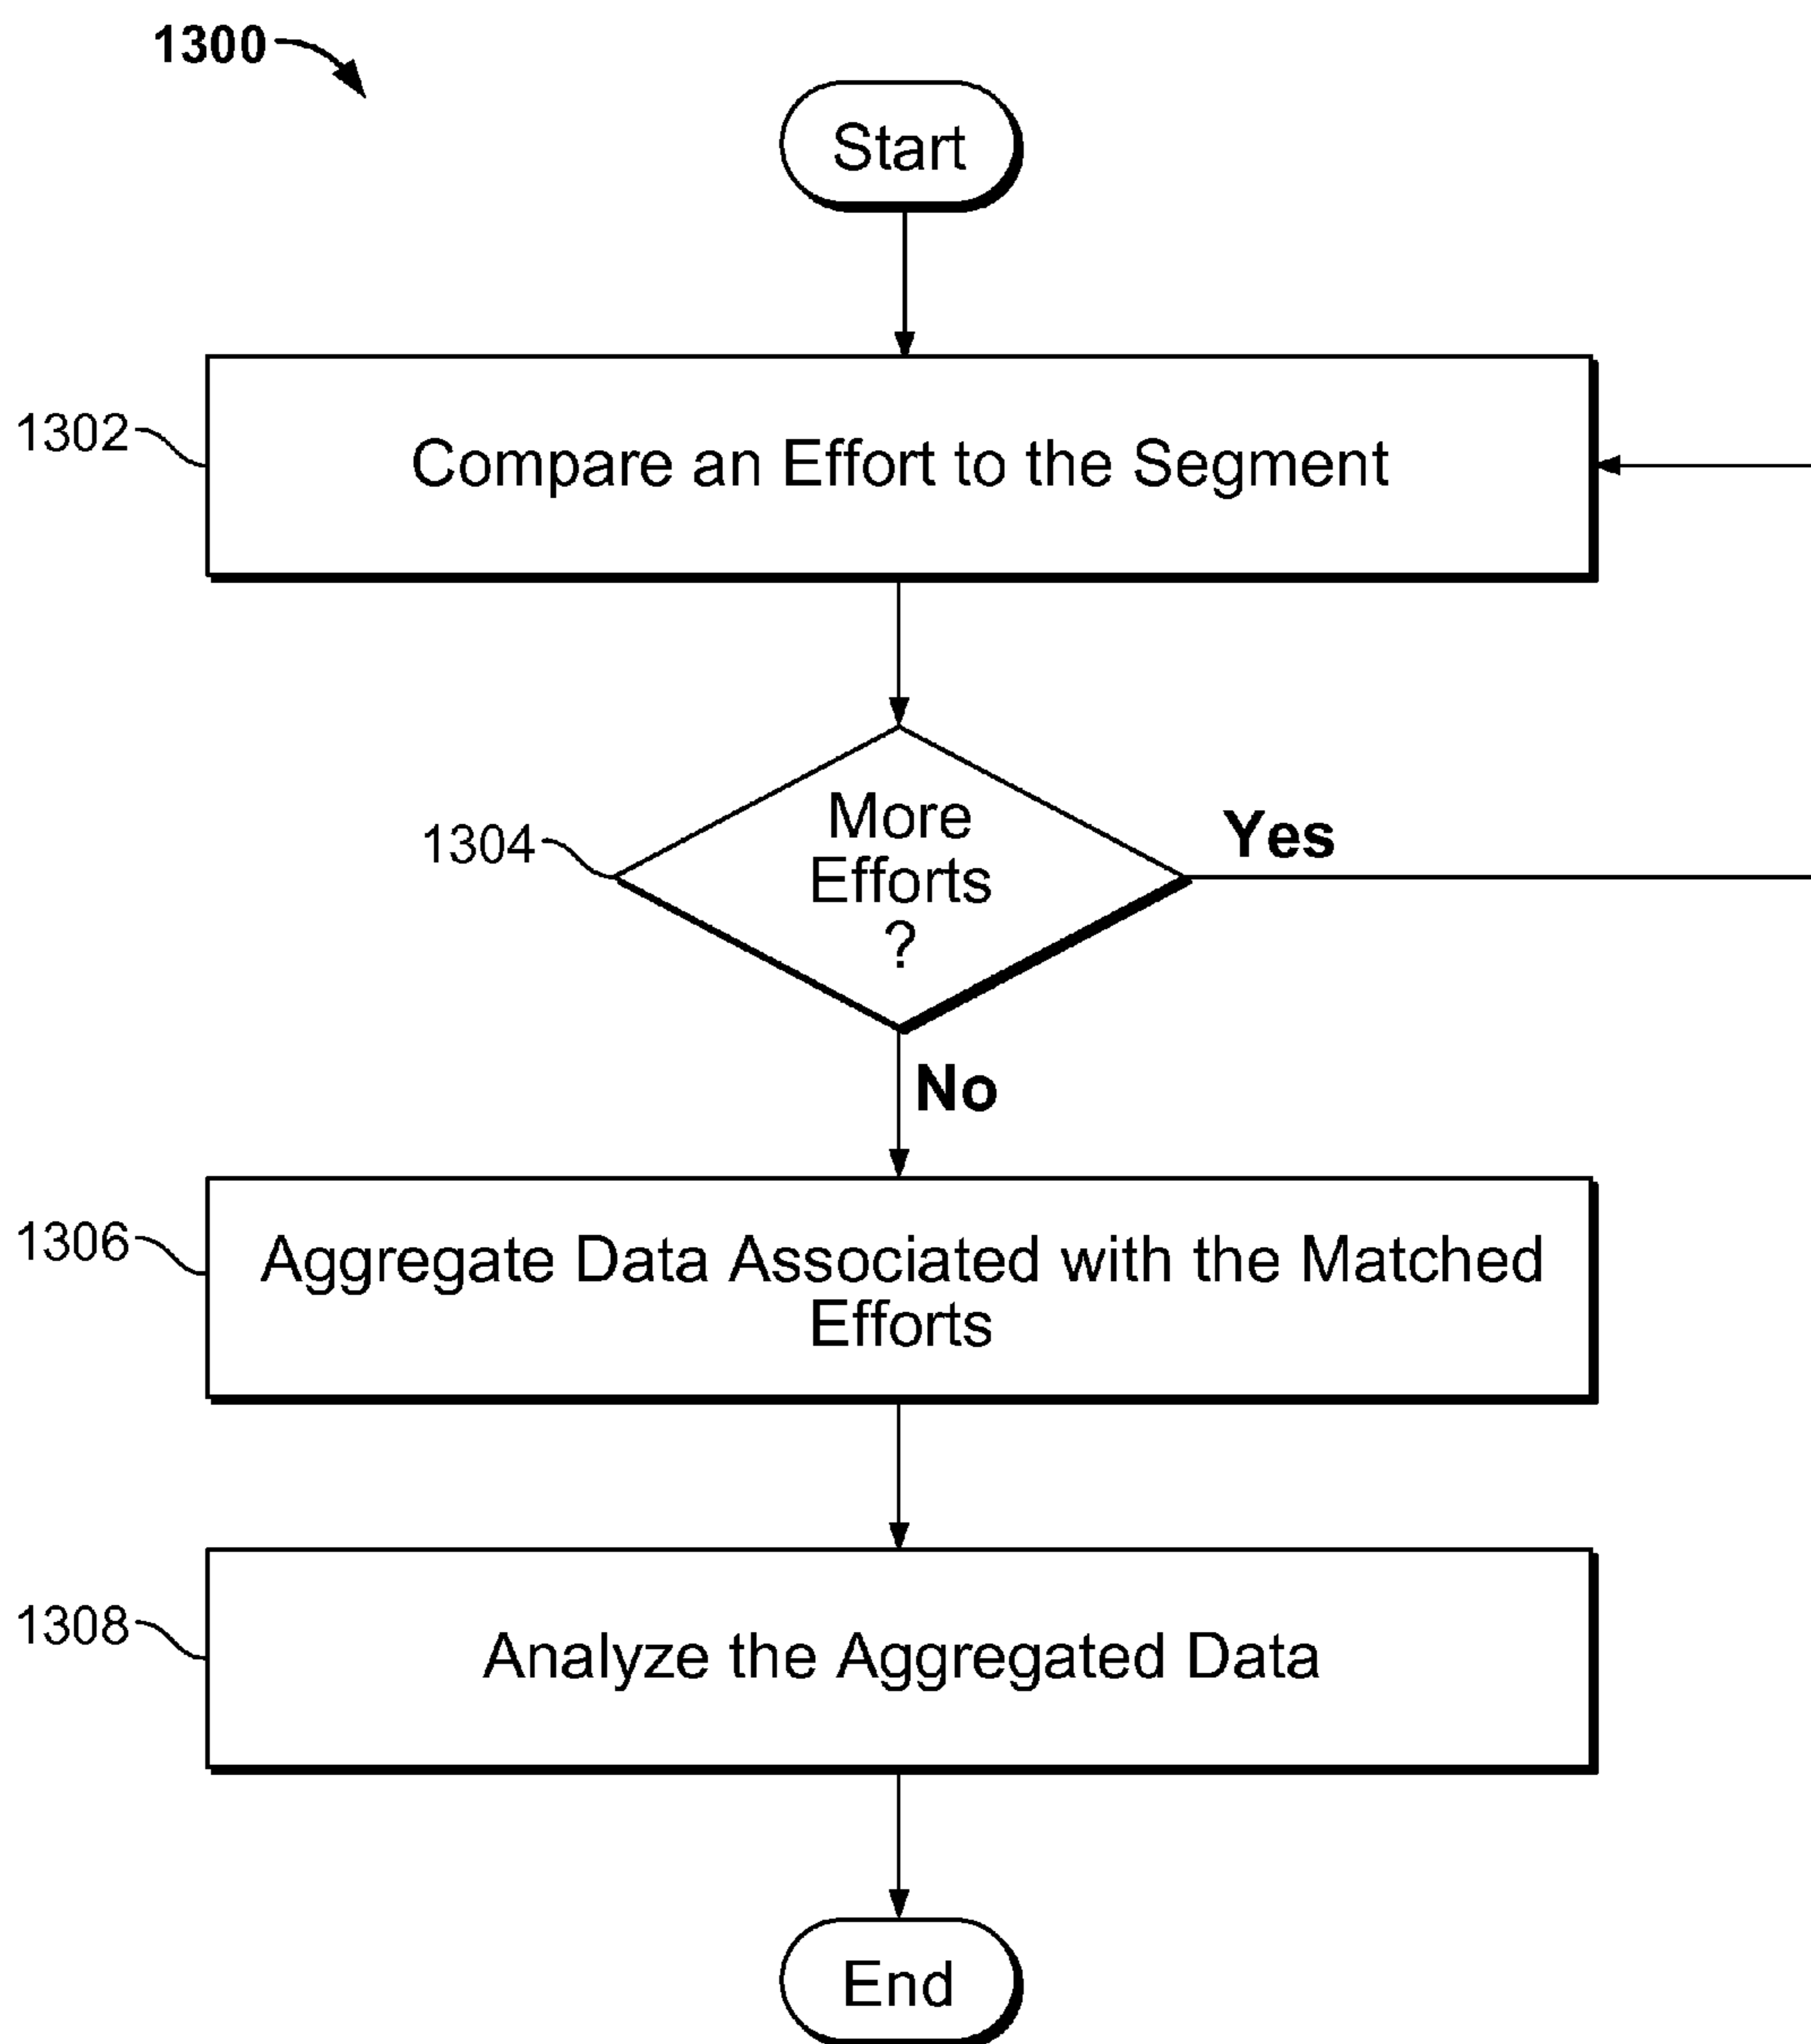 1300
Start
1302
Compare an Effort to the Segment
More
1304
Efforts
?
Yes
No
1306
Aggregate Data Associated with the Matched
Efforts
1308
Analyze the Aggregated Data
End